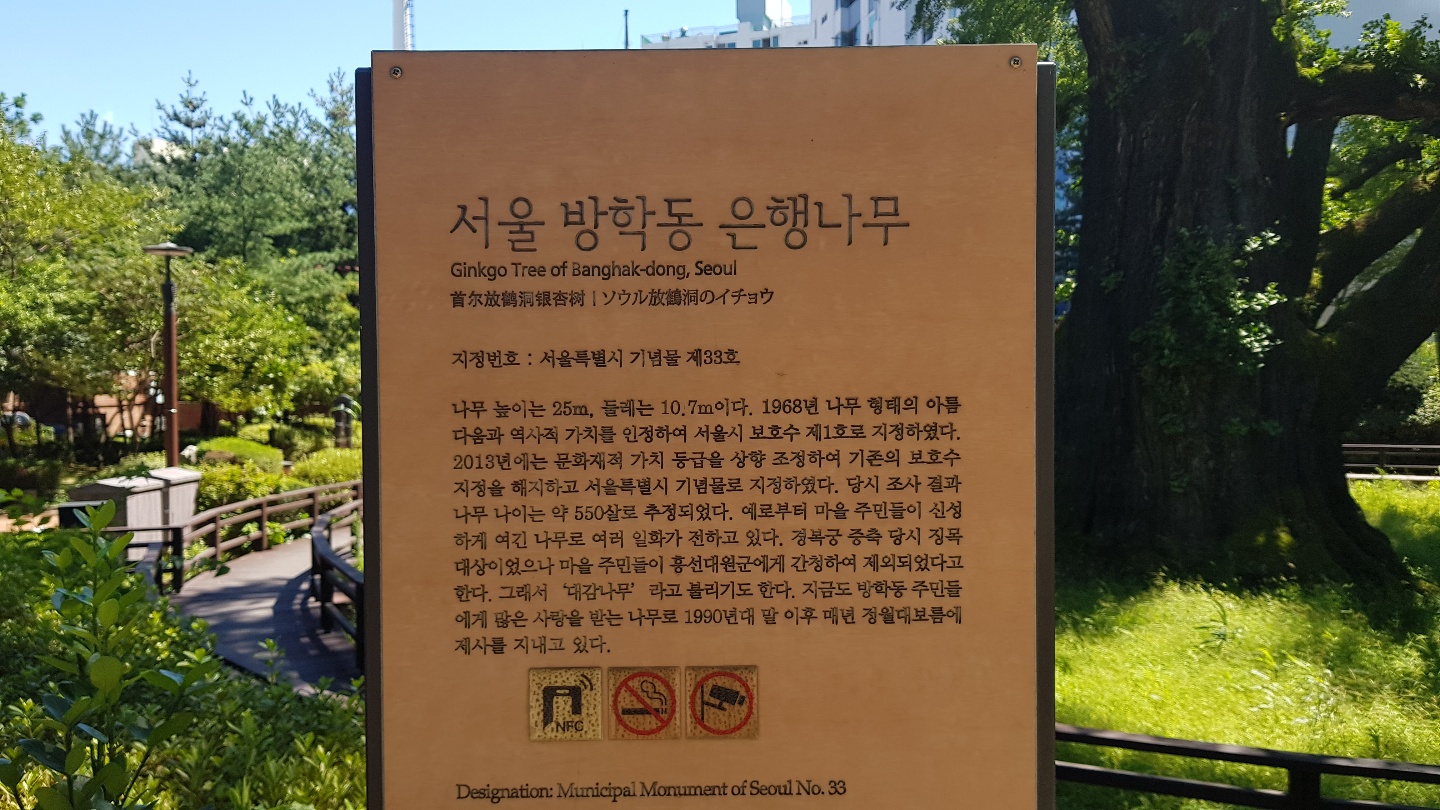 서울 방학동 은행나무
Ginkgo Tree of Banghak-dong, Seoul
首尔放鹤洞银杏树 | ソウル放鶴洞のイチョウ
지정번호 : 서울특별시 기념물 제33호
나무 높이는 25m, 둘레는 10.7m이다. 1968년 나무 형태의 아름
다움과 역사적 가치를 인정하여 서울시 보호수 제1호로 지정하였다.
2013년에는 문화재적 가치 등급을 상향 조정하여 기존의 보호수
지정을 해지하고 서울특별시 기념물로 지정하였다. 당시 조사 결과
나무 나이는 약 550살로 추정되었다. 예로부터 마을 주민들이 신성
하게 여긴 나무로 여러 일화가 전하고 있다. 경복궁 증축 당시 징목
대상이었으나 마을 주민들이 흥선대원군에게 간청하여 제외되었다고
한다. 그래서 ‘대감나무’ 라고 불리기도 한다. 지금도 방학동 주민들
에게 많은 사랑을 받는 나무로 1990년대 말 이후 매년 정월대보름에
제사를 지내고 있다.
NFC
Designation: Municipal Monument of Seoul No. 33